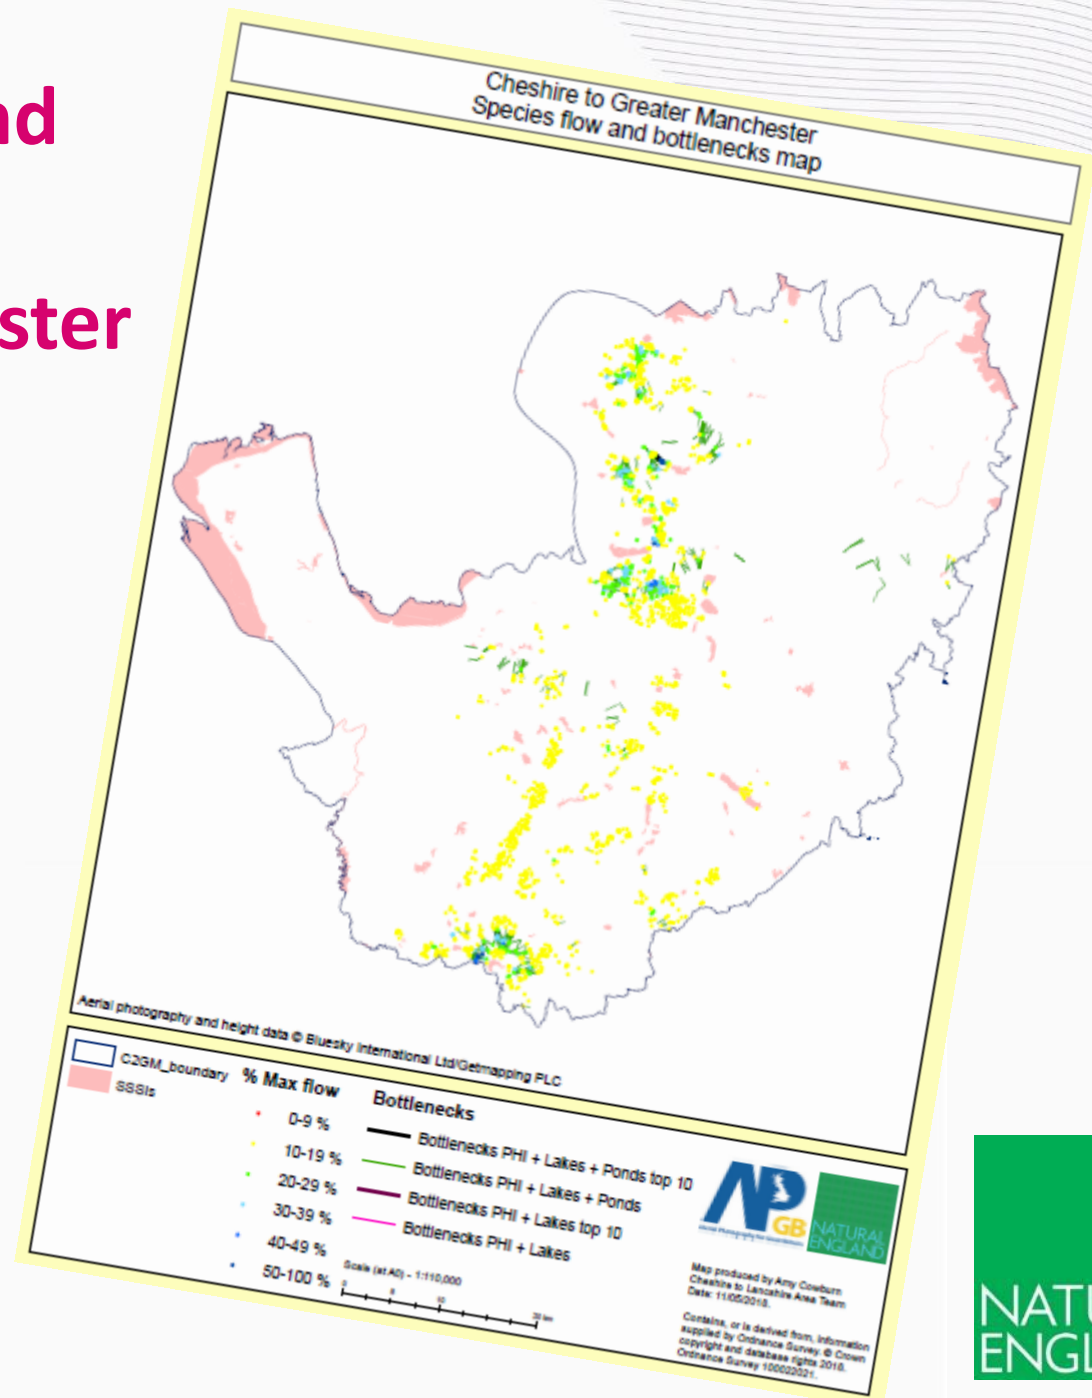 nd
ster
Cheshire to Greater Manchester
Species flow and bottlenecks map
Aerial photography and height data © Bluesky International Ltd/Getmapping PLC
C2GM_boundary
SSSIs
% Max flow
0-9 %
10-19 %
20-29 %
30-39 %
40-49 %
50-100 %
Bottlenecks
Bottlenecks PHI + Lakes + Ponds top 10
Bottlenecks PHI + Lakes + Ponds
Bottlenecks PHI + Lakes top 10
Bottlenecks PHI + Lakes
Scale (at A0) - 1:110,000
0
20 km
AP
GB
NATURAL
ENGLAND
Map produced by Amy Cowburn
Cheshire to Lancashire Area Team
Date: 11/05/2018.
Contains, or is derived from, information
supplied by Ordnance Survey. © Crown
copyright and database rights 2018.
Ordnance Survey 100022021.
NATU
ENGL